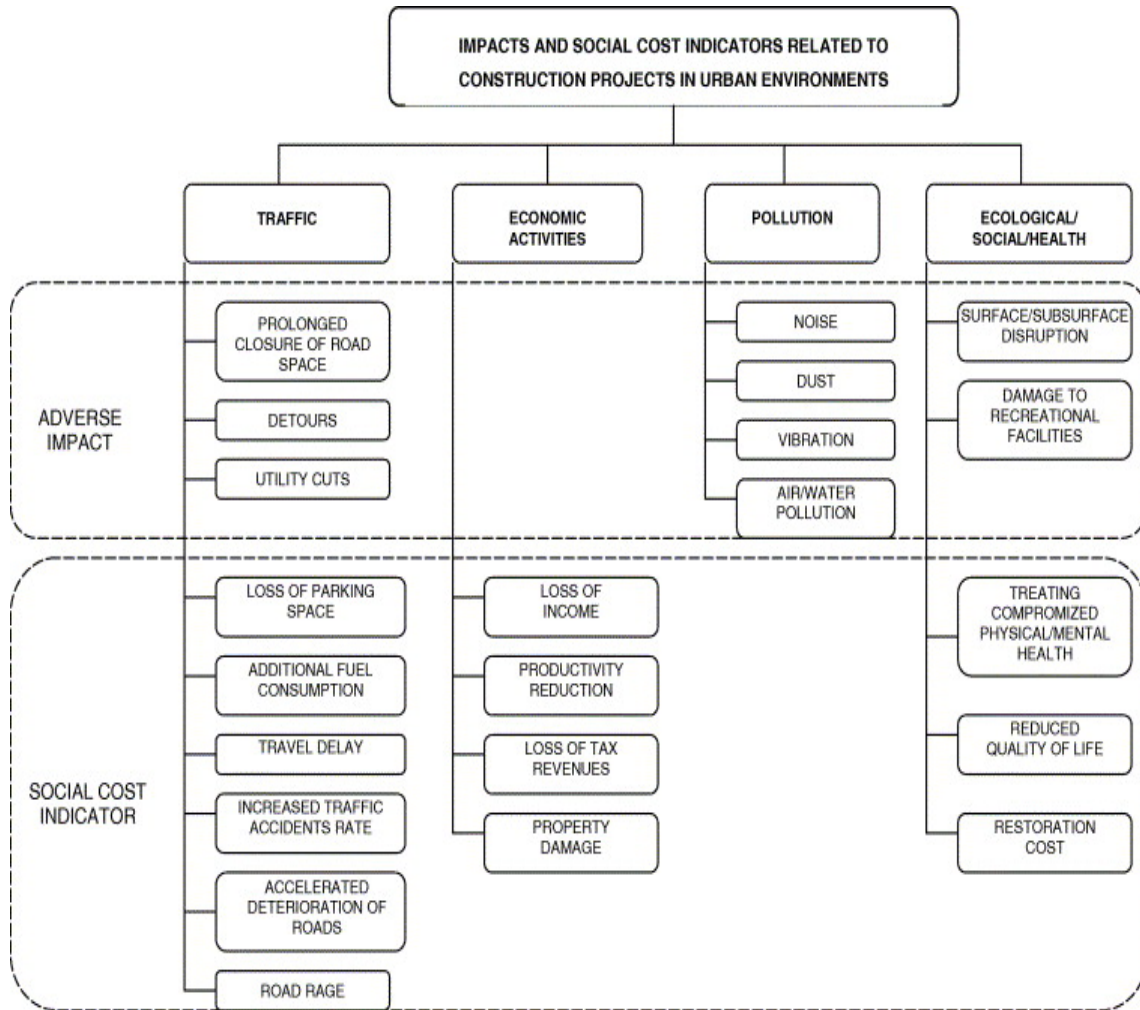 IMPACTS AND SOCIAL COST INDICATORS RELATED TO
CONSTRUCTION PROJECTS IN URBAN ENVIRONMENTS
TRAFFIC
ECONOMIC
ACTIVITIES
POLLUTION
ECOLOGICAL/
SOCIAL/HEALTH
ADVERSE
IMPACT
PROLONGED
CLOSURE OF ROAD
SPACE
DETOURS
UTILITY CUTS
NOISE
DUST
VIBRATION
AIR/WATER
POLLUTION
SURFACE/SUBSURFACE
DISRUPTION
DAMAGE TO
RECREATIONAL
FACILITIES
SOCIAL COST
INDICATOR
LOSS OF PARKING
SPACE
ADDITIONAL FUEL
CONSUMPTION
TRAVEL DELAY
INCREASED TRAFFIC
ACCIDENTS RATE
ACCELERATED
DETERIORATION OF
ROADS
ROAD RAGE
LOSS OF
INCOME
PRODUCTIVITY
REDUCTION
LOSS OF TAX
REVENUES
PROPERTY
DAMAGE
TREATING
COMPROMIZED
PHYSICAL/MENTAL
HEALTH
REDUCED
QUALITY OF LIFE
RESTORATION
COST